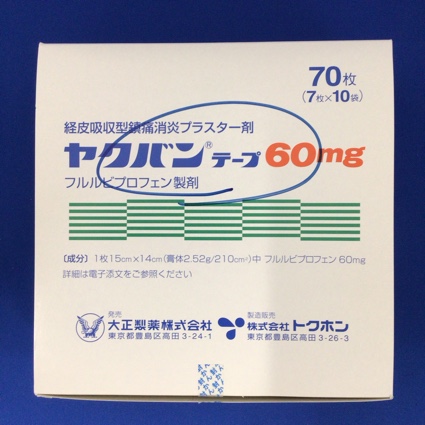 70枚
(7枚×10袋)
経皮吸収型鎮痛消炎プラスター剤
ヤクバン®テープ60mg
フルルビプロフェン製剤
〔成分〕1枚15cm×14cm(膏体2.52g/210cm²)中 フルルビプロフェン 60mg
詳細は電子添文をご参照ください
発売
大正製薬株式会社
東京都豊島区高田3-24-1
製造販売
株式会社トクホン
東京都豊島区高田3-26-3